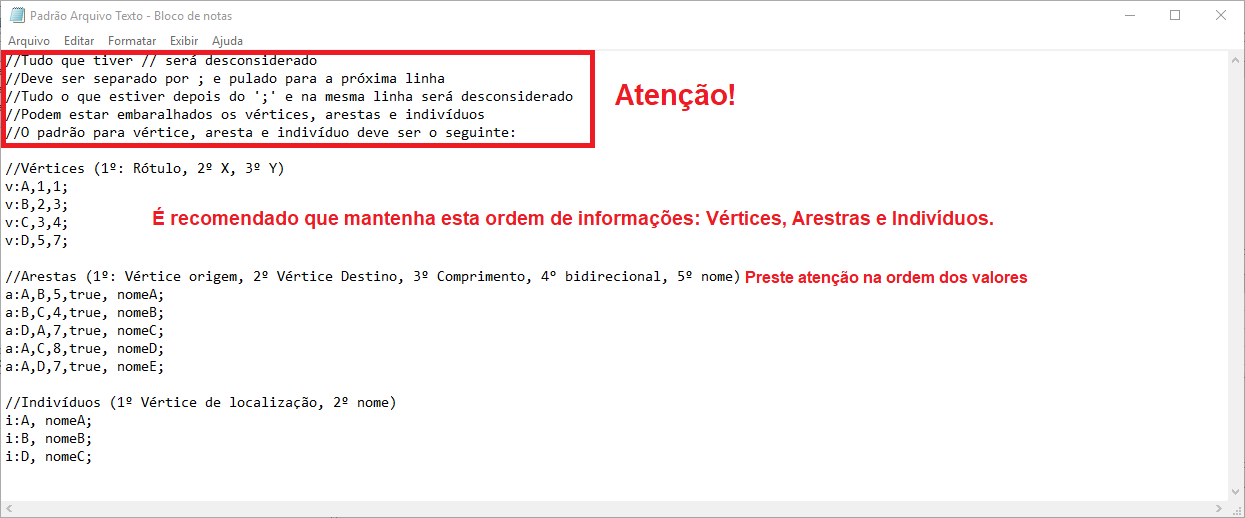 Padrão Arquivo Texto - Bloco de notas
Arquivo Editar Formatar Exibir Ajuda
//Tudo que tiver // será desconsiderado
//Deve ser separado por ; e pulado para a próxima linha
//Tudo o que estiver depois do ';' e na mesma linha será desconsiderado
Atenção!
//Podem estar embaralhados os vértices, arestas e indivíduos
//O padrão para vértice, aresta e indivíduo deve ser o seguinte:
//Vértices (1º: Rótulo, 2º X, 3º Y)
v:A,1,1;
v:B,2,3;
v:C,3,4;
É recomendado que mantenha esta ordem de informações: Vértices, Arestras e Indivíduos.
v:D,5,7;
//Arestas (1º: Vértice origem, 2º Vértice Destino, 3º Comprimento, 4º bidirecional, 5º nome) Preste atenção na ordem dos valores
a:A,B,5,true, nomeA;
a:B,C,4,true, nomeB;
a:D,A,7,true, nomeC;
a:A,C,8,true, nomeD;
a:A,D,7,true, nomeE;
//Indivíduos (1º Vértice de localização, 2º nome)
i:A, nomeA;
i:B, nomeB;
i:D, nomeC;